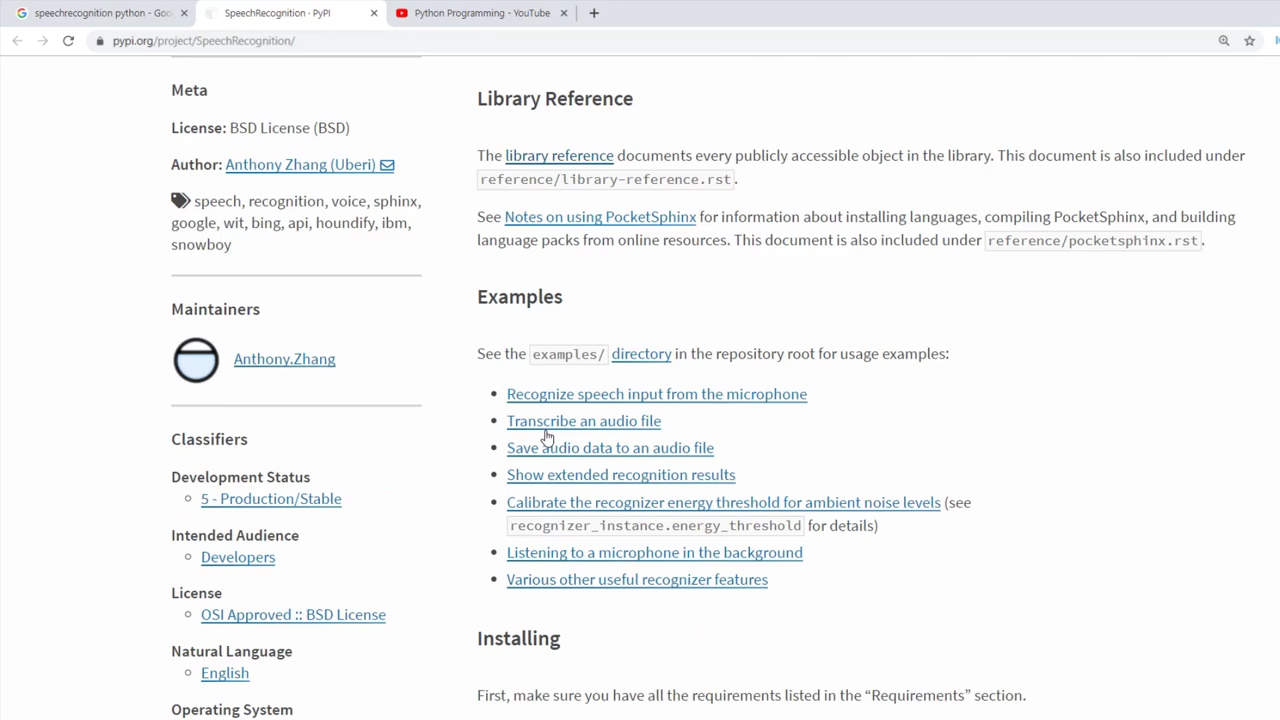 speechrecognition python - Goo
SpeechRecognition · PyPI
Python Programming - YouTube
pypi.org/project/SpeechRecognition/
Meta
License: BSD License (BSD)
Author: Anthony Zhang (Uberi)
speech, recognition, voice, sphinx,
google, wit, bing, api, houndify, ibm,
snowboy
Maintainers
Anthony.Zhang
Classifiers
Development Status
5 - Production/Stable
Intended Audience
Developers
License
OSI Approved :: BSD License
Natural Language
English
Operating System
Library Reference
The library reference documents every publicly accessible object in the library. This document is also included under
reference/library-reference.rst.
See Notes on using PocketSphinx for information about installing languages, compiling PocketSphinx, and building
language packs from online resources. This document is also included under reference/pocketsphinx.rst.
Examples
See the examples/ directory in the repository root for usage examples:
Recognize speech input from the microphone
Transcribe an audio file
Save audio data to an audio file
Show extended recognition results
Calibrate the recognizer energy threshold for ambient noise levels (see
recognizer_instance.energy_threshold for details)
Listening to a microphone in the background
Various other useful recognizer features
Installing
First, make sure you have all the requirements listed in the “Requirements” section.